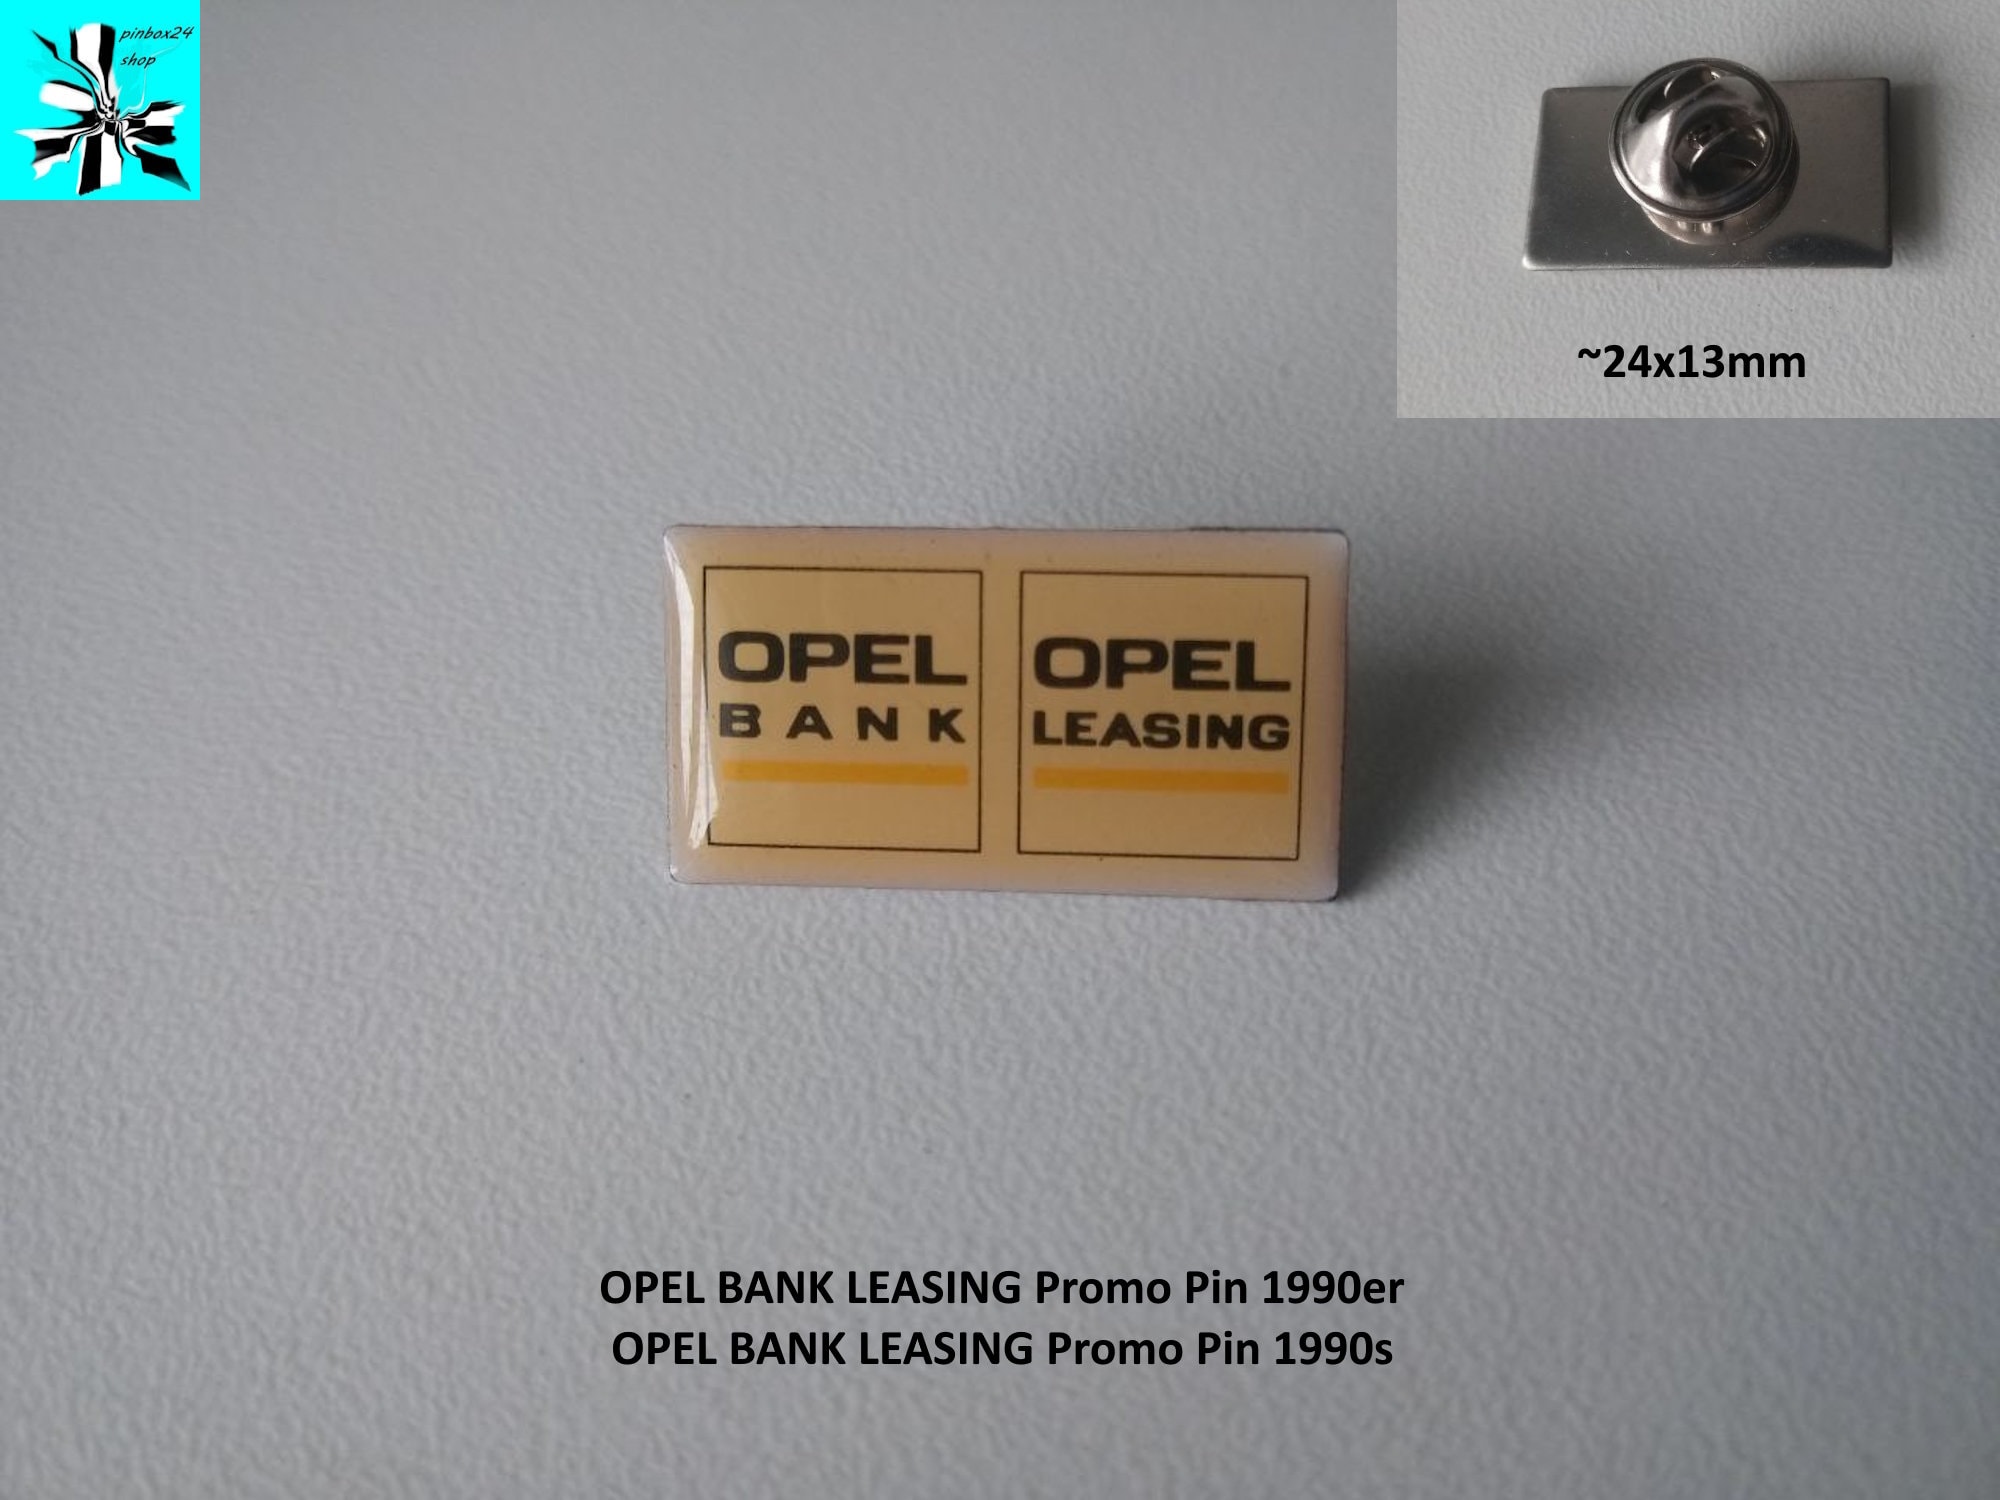 pinbox24
shop
~24x13mm
OPEL
BANK
OPEL
LEASING
OPEL BANK LEASING Promo Pin 1990er
OPEL BANK LEASING Promo Pin 1990s